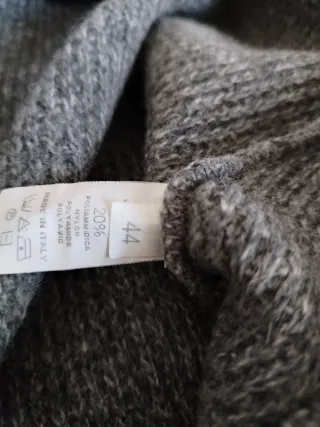 44
20%
POLIAMMIDICA
NYLON
POLYAMIDE
POLYAMID
MADE IN ITALY